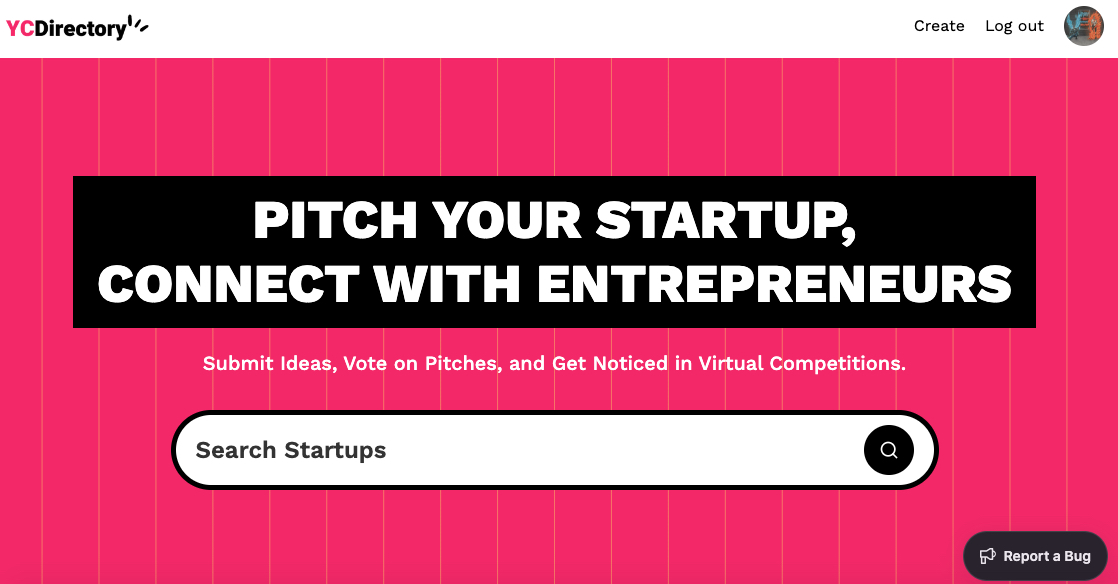 YCDirectory
Create
Log out
PITCH YOUR STARTUP,
CONNECT WITH ENTREPRENEURS
Submit Ideas, Vote on Pitches, and Get Noticed in Virtual Competitions.
Search Startups
Report a Bug